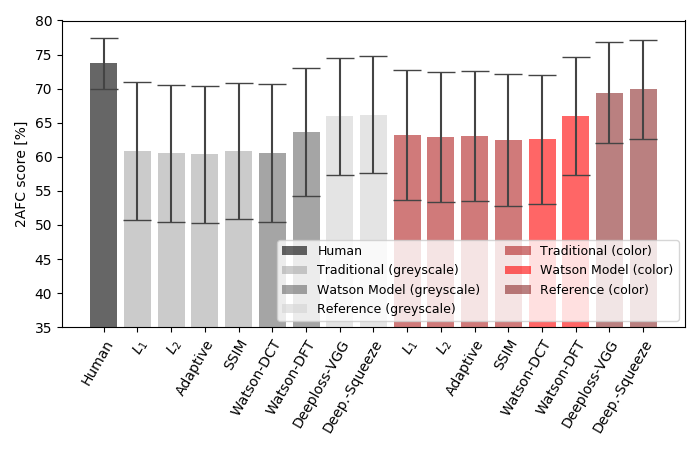 80
75
70
65
60
55
50
45
40
35
2AFC score [%]
Human
Traditional (greyscale)
Watson Model (greyscale)
Reference (greyscale)
Traditional (color)
Watson Model (color)
Reference (color)
Human
L1
L2
Adaptive
SSIM
Watson-DCT
Watson-DFT
Deeploss-VGG
Deep.-Squeeze
L1
L2
Adaptive
SSIM
Watson-DCT
Watson-DFT
Deeploss-VGG
Deep.-Squeeze